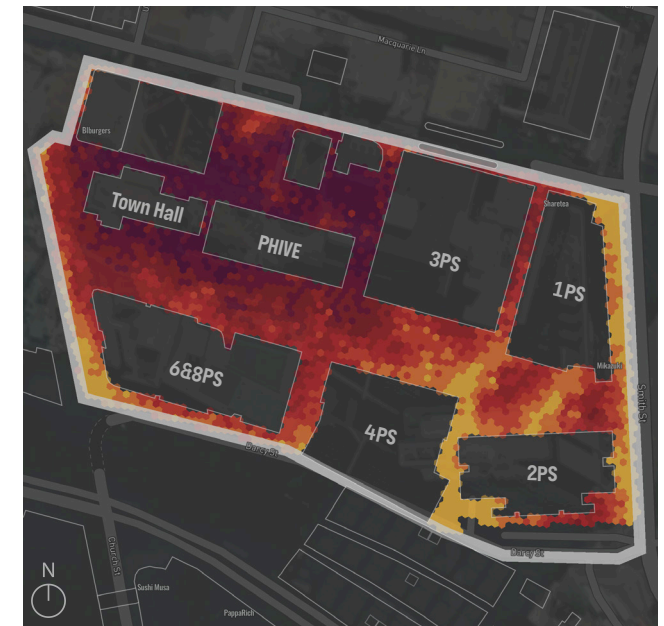 Macquarie Ln
Blburgers
Town Hall
PHIVE
3PS
Sharetea
1PS
6&8PS
4PS
2PS
Smith St
Darcy St
Darcy St
N
Church St
Sushi Musa
PappaRich